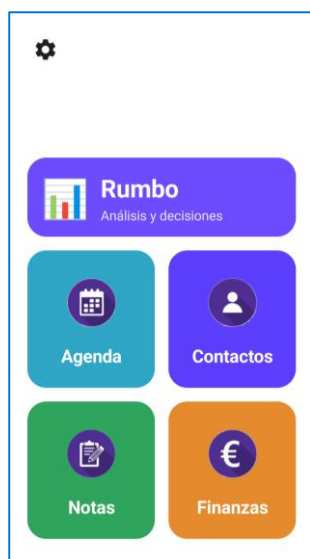 Rumbo
Análisis y decisiones
Agenda
Contactos
Notas
€
Finanzas